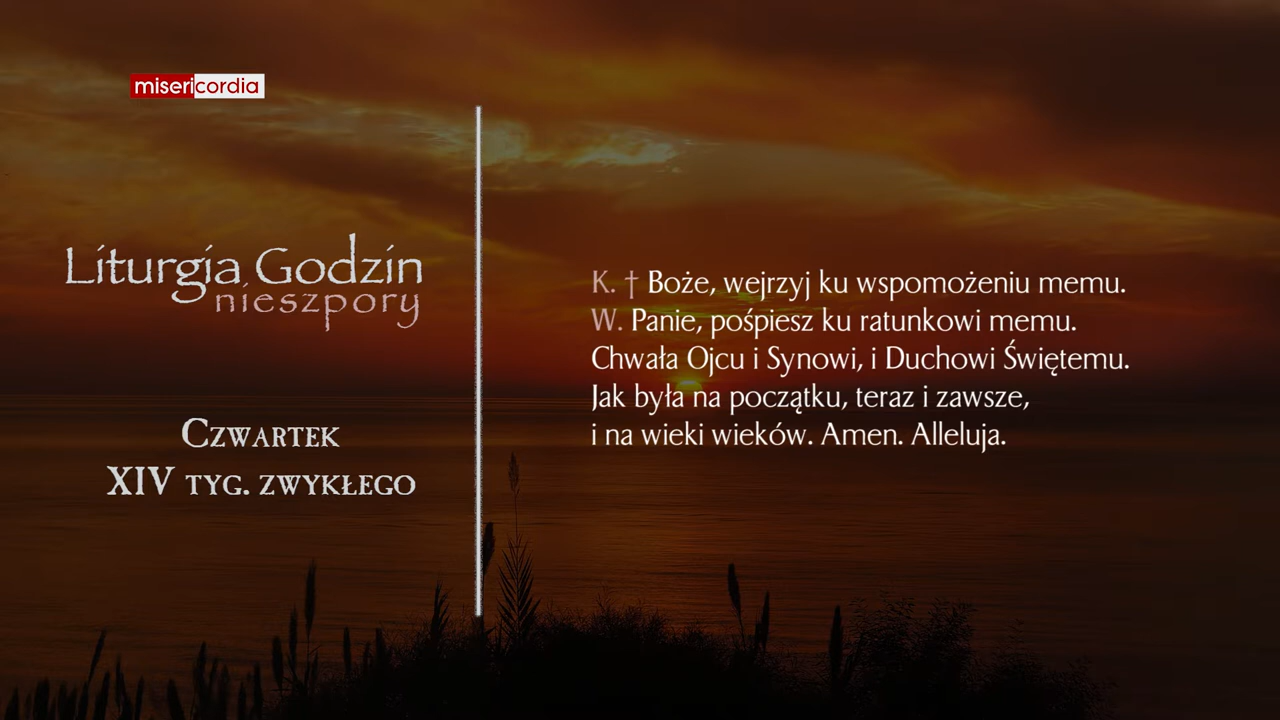 misericordia
Liturgia Godzin
nieszpory
Czwartek
XIV tyg. zwykłego
K. † Boże, wejrzyj ku wspomożeniu memu.
W. Panie, pośpiesz ku ratunkowi memu.
Chwała Ojcu i Synowi, i Duchowi Świętemu.
Jak była na początku, teraz i zawsze,
i na wieki wieków. Amen. Alleluja.